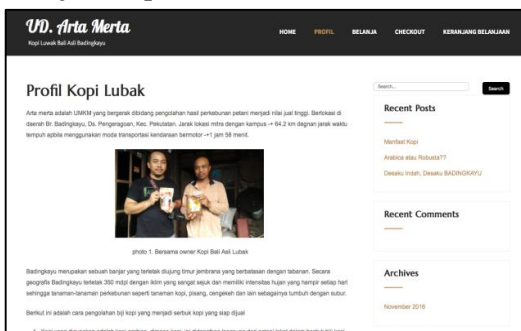 UD. Arta Merta
Kopi Luwak Bali Asli Badingkayu
HOME PROFIL BELANJA CHECKOUT KERANJANG BELANJAAN
Profil Kopi Lubak
Arta merta adalah UMKM yang bergerak dibidang pengolahan hasil perkebunan petani menjadi nilai jual tinggi. Berlokasi di
daerah Br. Badingkayu, Ds. Pengeragoan, Kec. Pekutatan. Jarak lokasi mitra dengan kampus -+ 64.2 km dagnan jarak waktu
tempuh apbila menggunakan moda transportasi kendaraan bermotor -+1 jam 58 menit.
photo 1. Bersama owner Kopi Bali Asli Lubak
Badingkayu merupakan sebuah banjar yang terletak diujung timur jembrana yang berbatasan dengan tabanan. Secara
geografis Badingkayu terletak 350 mdpl dengan iklim yang sangat sejuk dan memiliki intensitas hujan yang hampir setiap hari
sehingga tanaman-tanaman perkebunan seperti tanaman kopi, pisang, cengekeh dan lain sebagainya tumbuh dengan subur.
Berikut ini adalah cara pengolahan biji kopi yang menjadi serbuk kopi yang siap dijual
Search...
Search
Recent Posts
Manfaat Kopi
Arabica atau Robusta??
Desaku Indah, Desaku BADINGKAYU
Recent Comments
Archives
November 2016